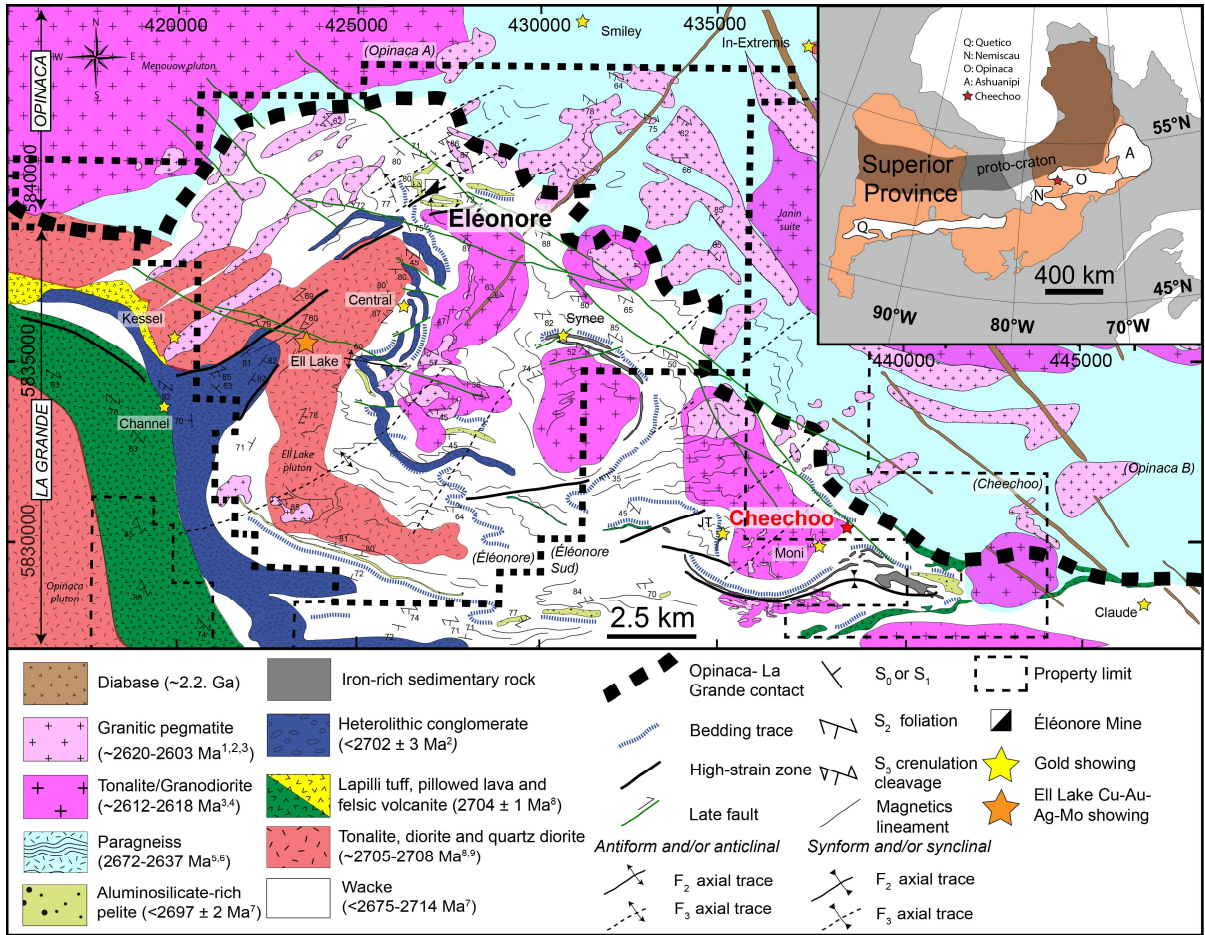 420000
425000
430000
435000
N
W
E
S
OPINACA
LA GRANDE
5840000
5835000
5830000
Menouow pluton
(Opinaca A)
Smiley
In-Extremis
Eléonore
Janin
suite
Central
Synee
Kessel
Ell Lake
Channel
Ell Lake
pluton
Opinaca
pluton
(Éléonore)
(Éléonore
Sud)
JT
Cheechoo
Moni
(Cheechoo)
(Opinaca B)
Claude
2.5 km
440000
445000
Q: Quetico
N: Nemiscau
O: Opinaca
A: Ashuanipi
Cheechoo
Superior
Province
proto-craton
A
O
N
Q
55°N
45°N
400 km
90°W
80°W
70°W
Diabase (~2.2. Ga)
Granitic pegmatite
(~2620-2603 Ma1,2,3)
Tonalite/Granodiorite
(~2612-2618 Ma3,4)
Paragneiss
(2672-2637 Ma5,6)
Aluminosilicate-rich
pelite (<2697 ± 2 Ma7)
Iron-rich sedimentary rock
Heterolithic conglomerate
(<2702 ± 3 Ma2)
Lapilli tuff, pillowed lava and
felsic volcanite (2704 ± 1 Ma8)
Tonalite, diorite and quartz diorite
(~2705-2708 Ma8,9)
Wacke
(<2675-2714 Ma7)
Opinaca- La
Grande contact
Bedding trace
High-strain zone
Late fault
Antiform and/or anticlinal
F2 axial trace
F3 axial trace
S0 or S1
S2 foliation
S3 crenulation
cleavage
Magnetics
lineament
Synform and/or synclinal
F2 axial trace
F3 axial trace
Property limit
Éléonore Mine
Gold showing
Ell Lake Cu-Au-
Ag-Mo showing